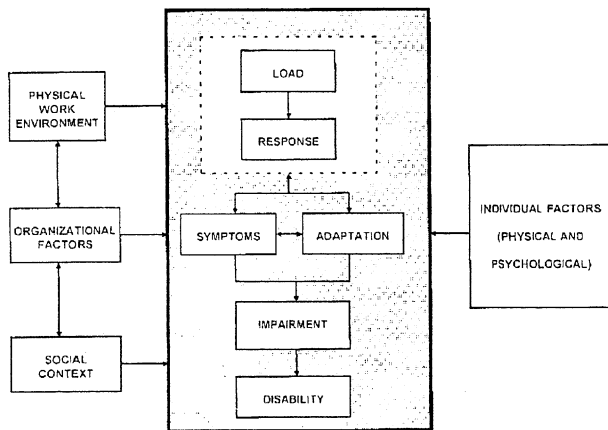 PHYSICAL
WORK
ENVIRONMENT
ORGANIZATIONAL
FACTORS
SOCIAL
CONTEXT
LOAD
RESPONSE
SYMPTOMS
ADAPTATION
IMPAIRMENT
DISABILITY
INDIVIDUAL FACTORS
(PHYSICAL AND
PSYCHOLOGICAL)